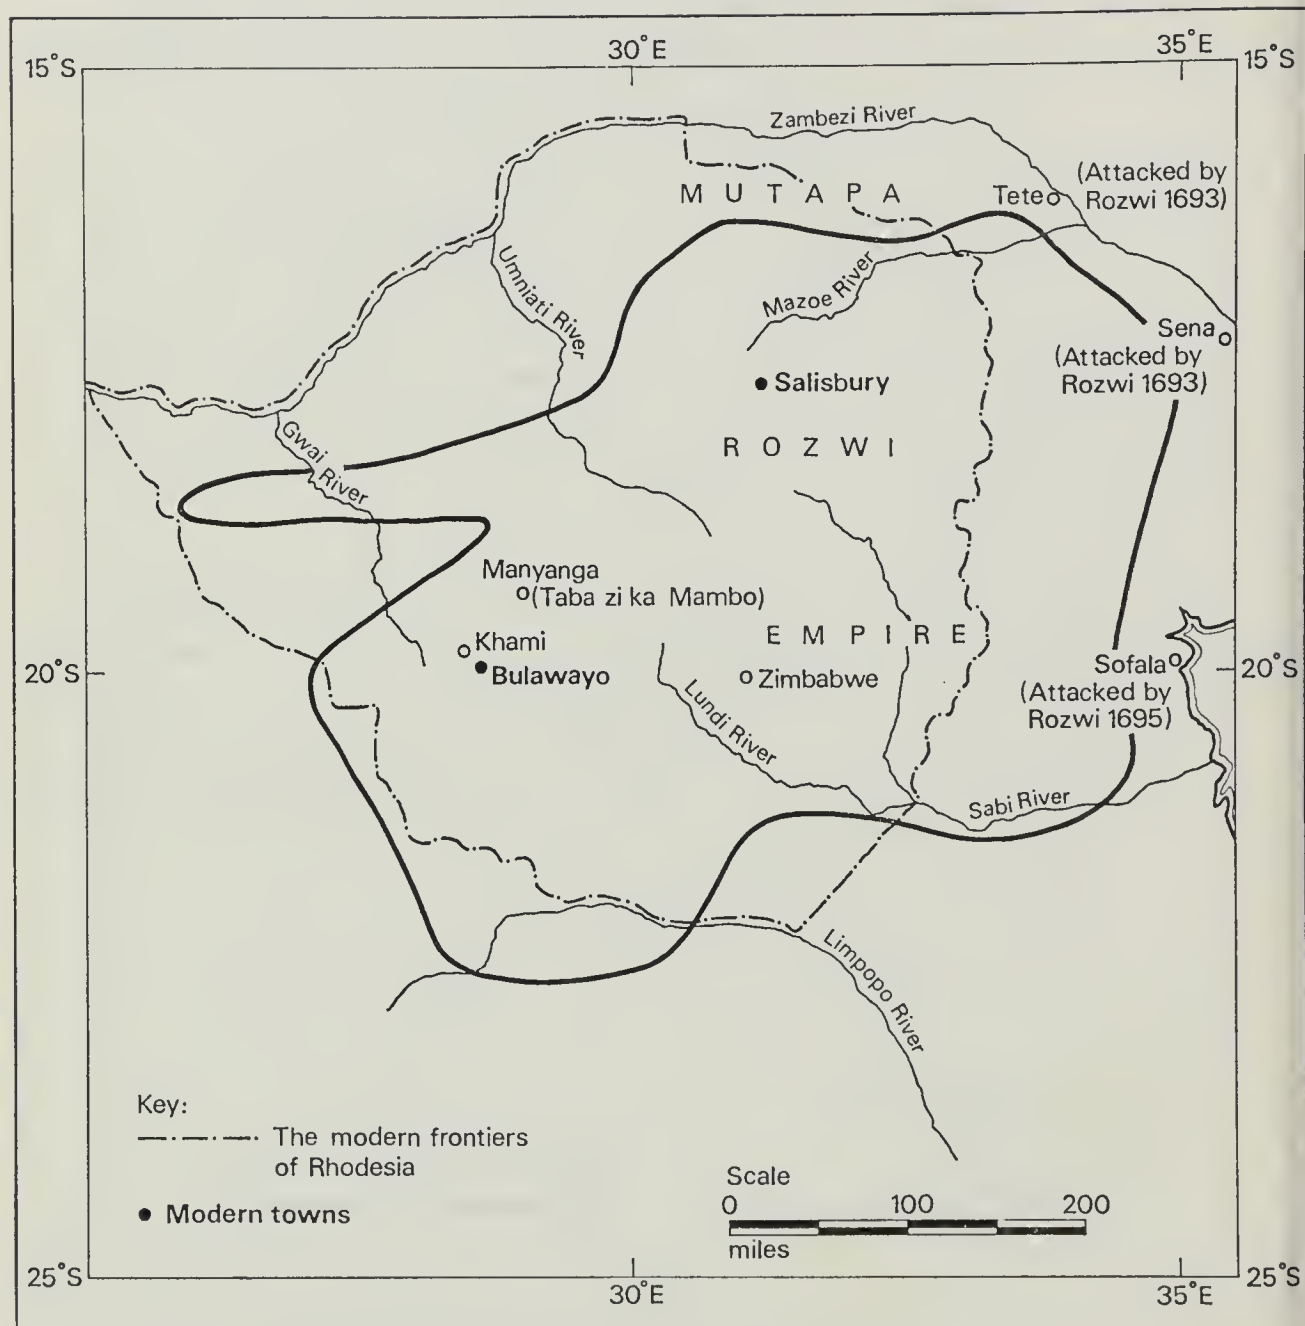 30°E
35°E
15°S
15°S
Zambezi River
(Attacked by
Rozwi 1693)
MUTAPA
Tete
Umniati River
Mazoe River
Sena
(Attacked by
Rozwi 1693)
Salisbury
Gwai
River
ROZWI
Manyanga
(Taba zi ka Mambo)
Khami
EMPIRE
20°S
Bulawayo
Zimbabwe
Sofala
20°S
(Attacked by
Rozwi 1695)
Lundi River
Sabi River
Limpopo River
Key:
The modern frontiers
of Rhodesia
Modern towns
Scale
0 100 200
miles
25°S
25°S
30°E
35°E